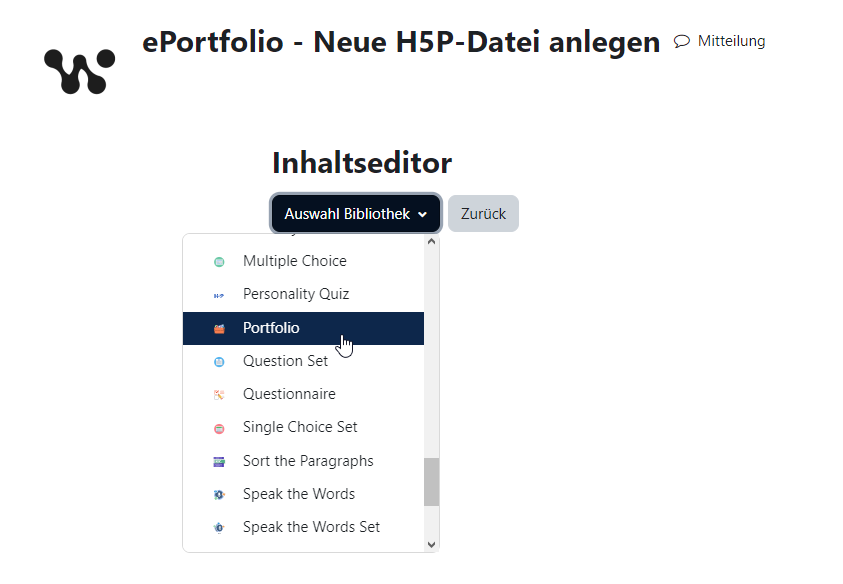 ePortfolio - Neue H5P-Datei anlegen
Mitteilung
Inhaltseditor
Auswahl Bibliothek
Zurück
Multiple Choice
Personality Quiz
Portfolio
Question Set
Questionnaire
Single Choice Set
Sort the Paragraphs
Speak the Words
Speak the Words Set